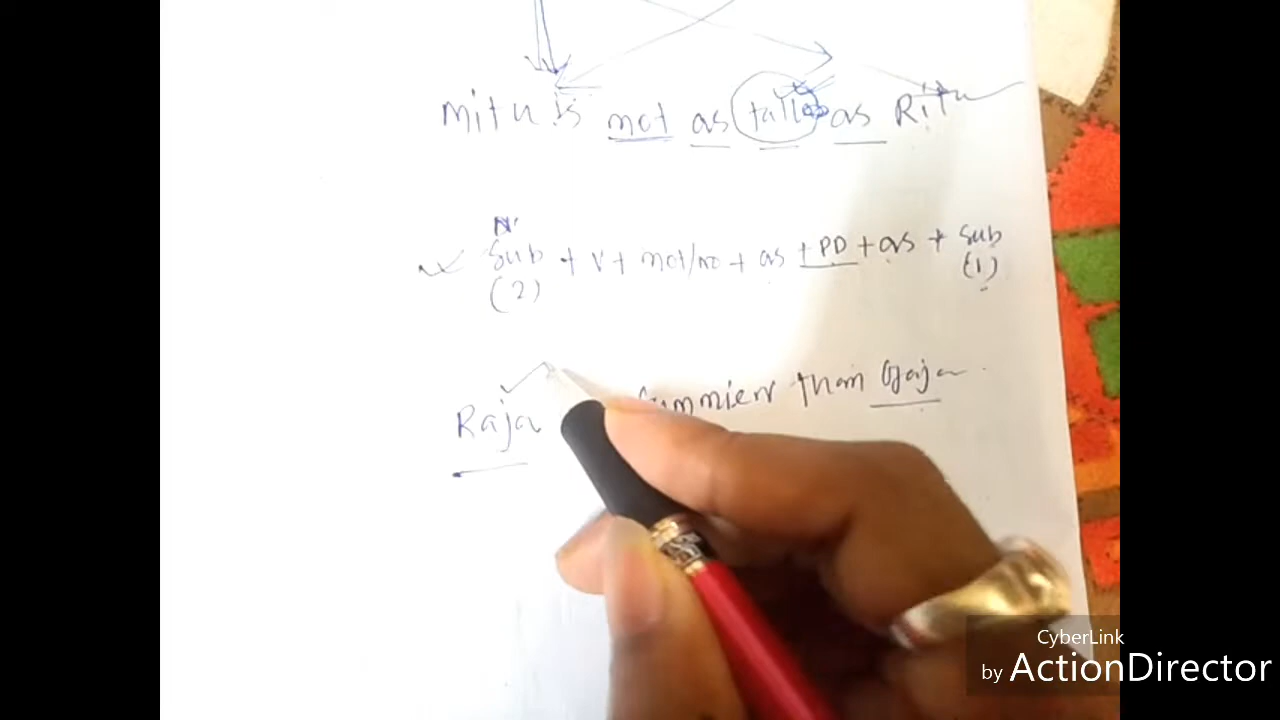 Mitu is not as tall as Ritu
Sub + V + not/no + as + PD + as + Sub
(2) (1)
Raja funnier than Gaja.
CyberLink
by ActionDirector